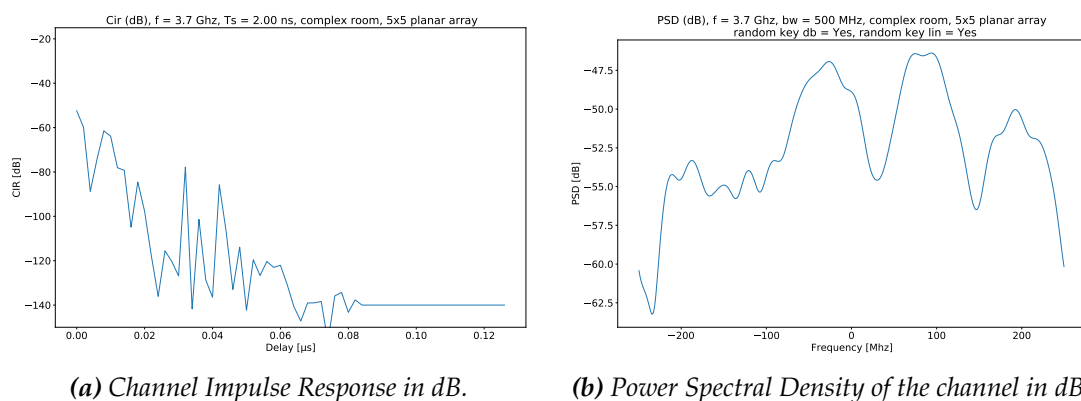 Cir (dB), f = 3.7 Ghz, Ts = 2.00 ns, complex room, 5x5 planar array
−20
−40
−60
−80
−100
−120
−140
CIR [dB]
0.00 0.02 0.04 0.06 0.08 0.10 0.12
Delay [µs]
(a) Channel Impulse Response in dB.
PSD (dB), f = 3.7 Ghz, bw = 500 MHz, complex room, 5x5 planar array
random key db = Yes, random key lin = Yes
−47.5
−50.0
−52.5
−55.0
−57.5
−60.0
−62.5
PSD [dB]
−200 −100 0 100 200
Frequency [Mhz]
(b) Power Spectral Density of the channel in dB